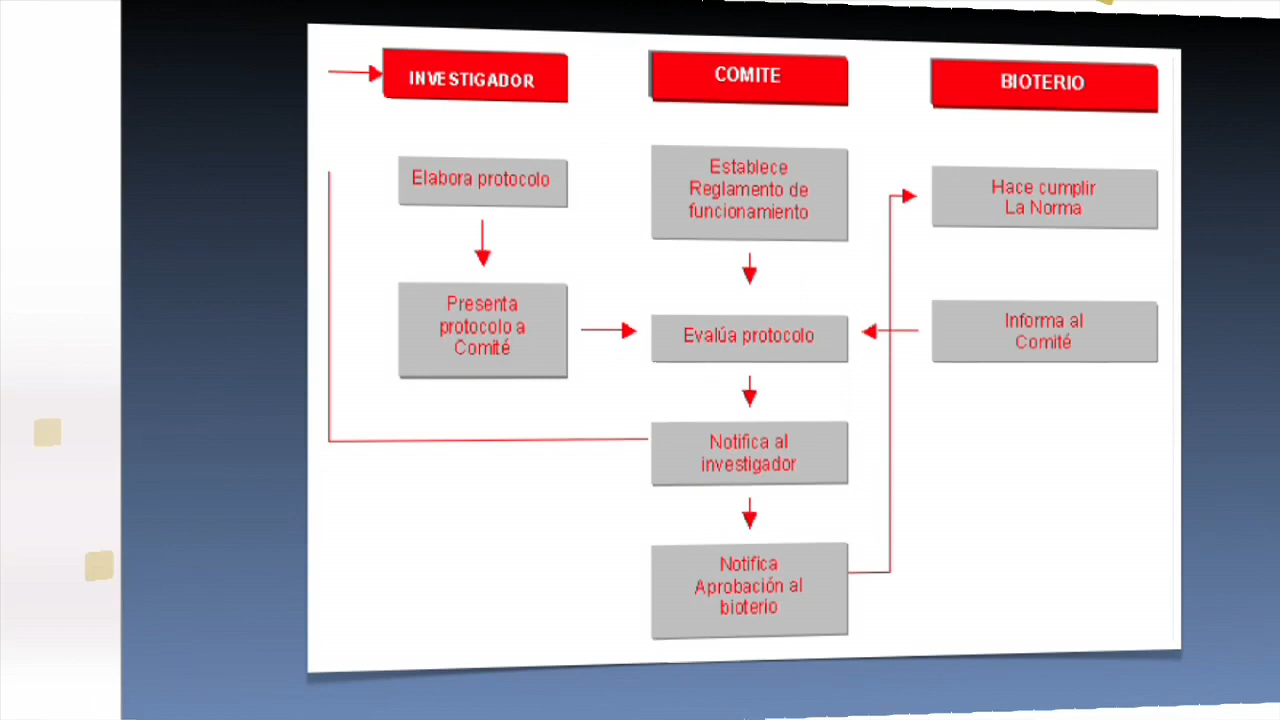 INVESTIGADOR
COMITE
BIOTERIO
Elabora protocolo
Presenta
protocolo a
Comité
Establece
Reglamento de
funcionamiento
Evalúa protocolo
Notifica al
investigador
Notifica
Aprobación al
bioterio
Hace cumplir
La Norma
Informa al
Comité